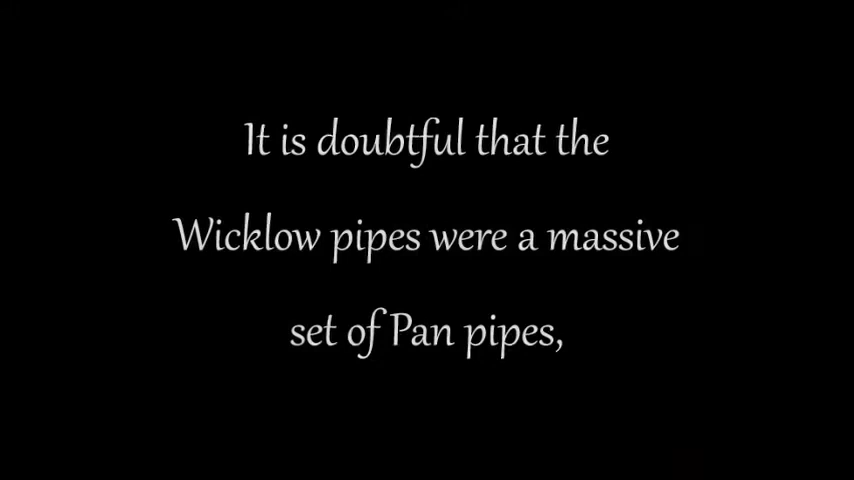 It is doubtful that the
Wicklow pipes were a massive
set of Pan pipes,